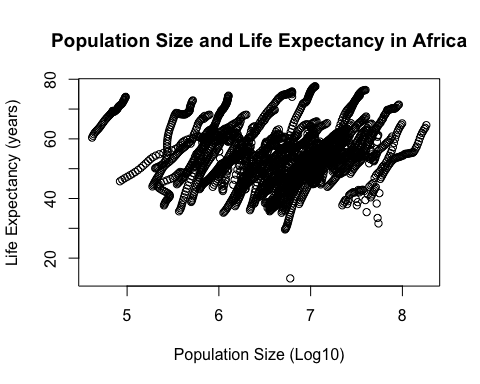 Population Size and Life Expectancy in Africa
Life Expectancy (years)
80
60
40
20
5 6 7 8
Population Size (Log10)